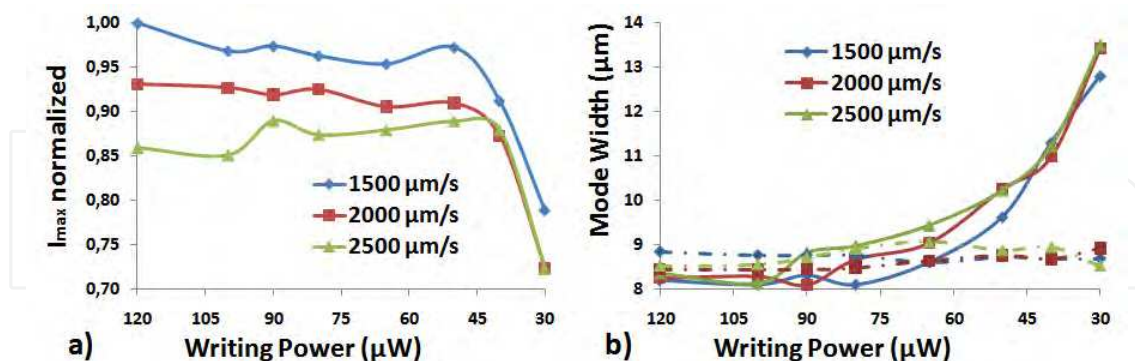 1,00
0,95
0,90
0,85
0,80
0,75
0,70
I max normalized
1500 µm/s
2000 µm/s
2500 µm/s
120 105 90 75 60 45 30
a) Writing Power (µW)
14
13
12
11
10
9
8
Mode Width (µm)
1500 µm/s
2000 µm/s
2500 µm/s
120 105 90 75 60 45 30
b) Writing Power (µW)